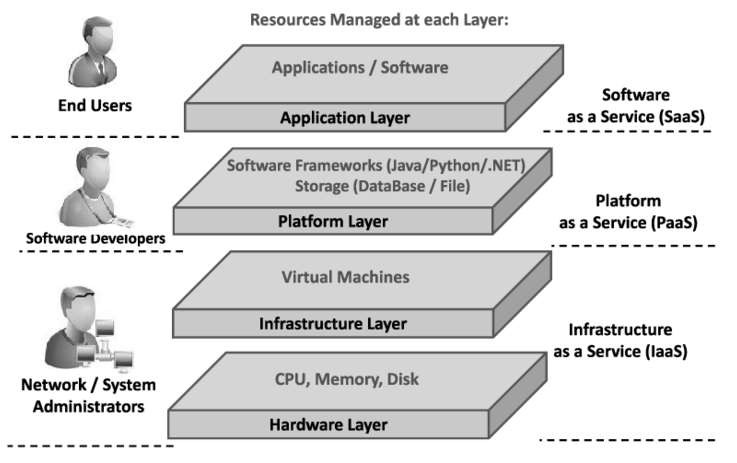 Resources Managed at each Layer:
Applications / Software
Application Layer
End Users
Software
as a Service (SaaS)
Software Frameworks (Java/Python/.NET)
Storage (DataBase / File)
Platform Layer
Software Developers
Platform
as a Service (PaaS)
Virtual Machines
Infrastructure Layer
Infrastructure
as a Service (IaaS)
CPU, Memory, Disk
Hardware Layer
Network / System
Administrators